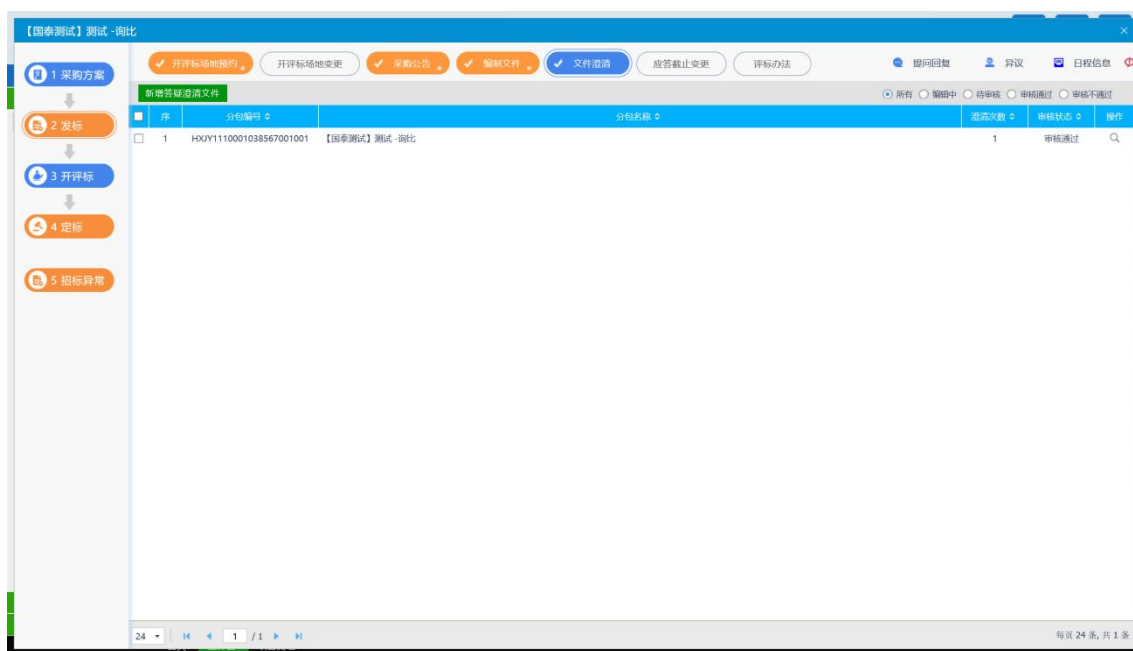 【国泰测试】测试 -询比
1 采购方案
2 发标
3 开评标
4 定标
5 招标异常
开评标场地预约 开评标场地变更 采购公告 编制文件 文件澄清 应答截止变更 评标办法 提问回复 异议 日程信息
新增答疑澄清文件 所有 编辑中 待审核 审核通过 审核不通过
序 分包编号 分包名称 澄清次数 审核状态 操作
1 HXJY1110001038567001001 【国泰测试】测试 -询比 1 审核通过
24 1 / 1 每页 24 条, 共 1 条